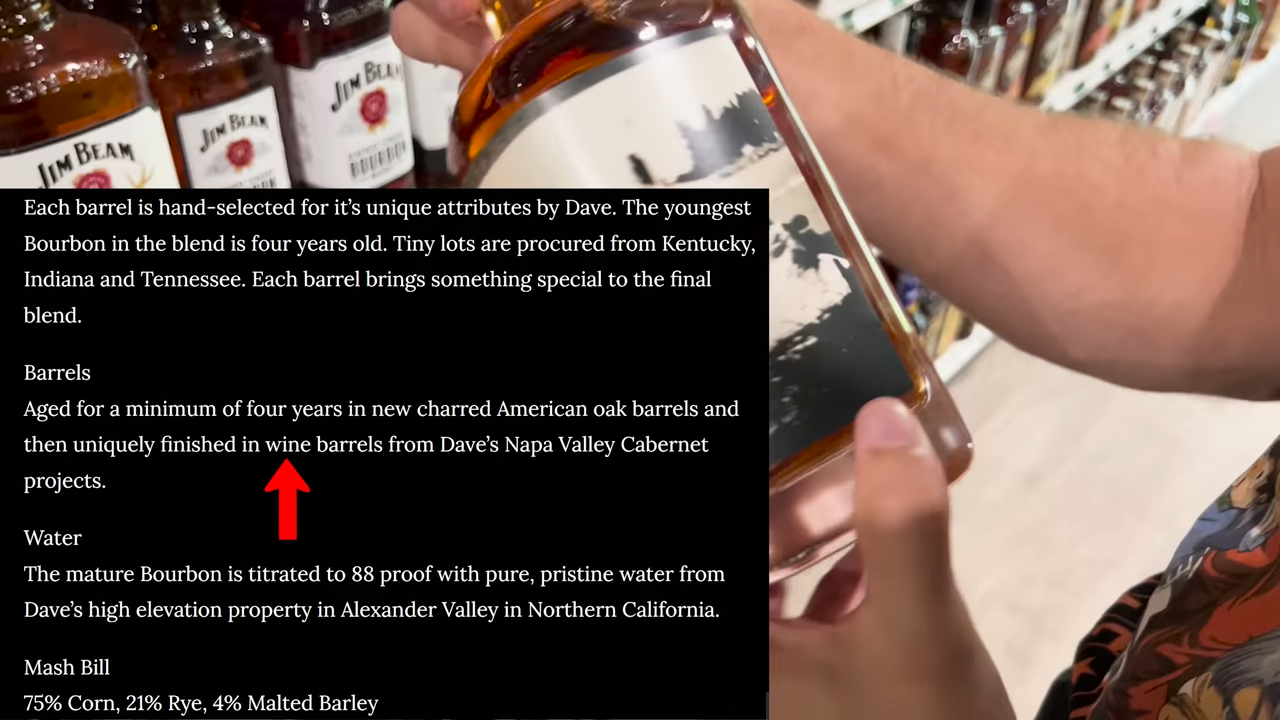 JIM BEAM
JIM BEAM
JIM BEAM
BOURBON
Each barrel is hand-selected for it’s unique attributes by Dave. The youngest
Bourbon in the blend is four years old. Tiny lots are procured from Kentucky,
Indiana and Tennessee. Each barrel brings something special to the final
blend.
Barrels
Aged for a minimum of four years in new charred American oak barrels and
then uniquely finished in wine barrels from Dave’s Napa Valley Cabernet
projects.
Water
The mature Bourbon is titrated to 88 proof with pure, pristine water from
Dave’s high elevation property in Alexander Valley in Northern California.
Mash Bill
75% Corn, 21% Rye, 4% Malted Barley